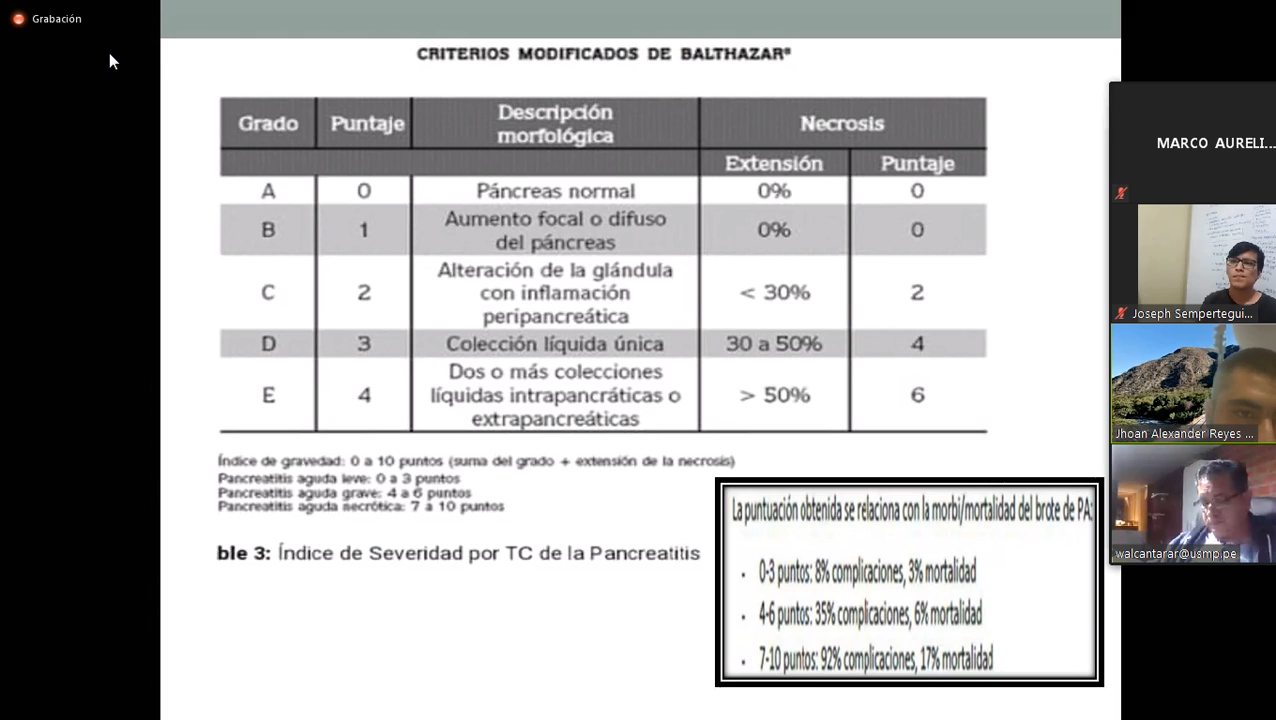 Grabación
CRITERIOS MODIFICADOS DE BALTHAZAR⁸
Grado Puntaje Descripción morfológica Necrosis
Extensión Puntaje
A 0 Páncreas normal 0% 0
B 1 Aumento focal o difuso del páncreas 0% 0
C 2 Alteración de la glándula con inflamación peripancreática < 30% 2
D 3 Colección líquida única 30 a 50% 4
E 4 Dos o más colecciones líquidas intrapancráticas o extrapancreáticas > 50% 6
Índice de gravedad: 0 a 10 puntos (suma del grado + extensión de la necrosis)
Pancreatitis aguda leve: 0 a 3 puntos
Pancreatitis aguda grave: 4 a 6 puntos
Pancreatitis aguda necrótica: 7 a 10 puntos
ble 3: Índice de Severidad por TC de la Pancreatitis
La puntuación obtenida se relaciona con la morbi/mortalidad del brote de PA:
· 0-3 puntos: 8% complicaciones, 3% mortalidad
· 4-6 puntos: 35% complicaciones, 6% mortalidad
· 7-10 puntos: 92% complicaciones, 17% mortalidad
MARCO AURELI...
Joseph Sempertegui...
Jhoan Alexander Reyes ...
walcantarar@usmp.pe